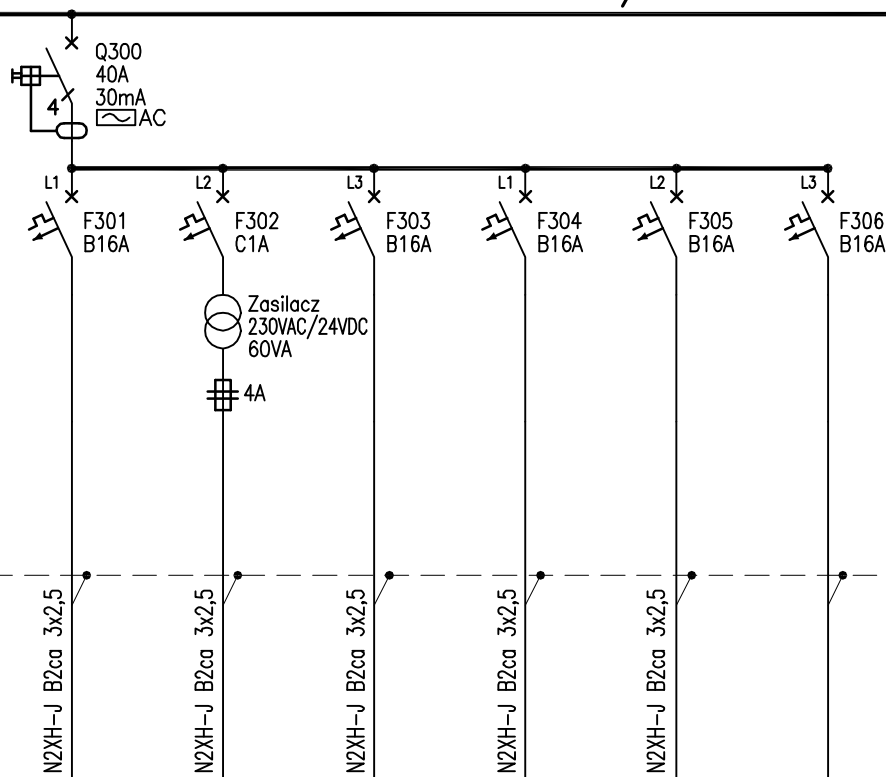 Q300
40A
30mA
AC
4
L1
F301
B16A
L2
F302
C1A
L3
F303
B16A
L1
F304
B16A
L2
F305
B16A
L3
F306
B16A
Zasilacz
230VAC/24VDC
60VA
4A
N2XH-J B2ca 3x2,5
N2XH-J B2ca 3x2,5
N2XH-J B2ca 3x2,5
N2XH-J B2ca 3x2,5
N2XH-J B2ca 3x2,5